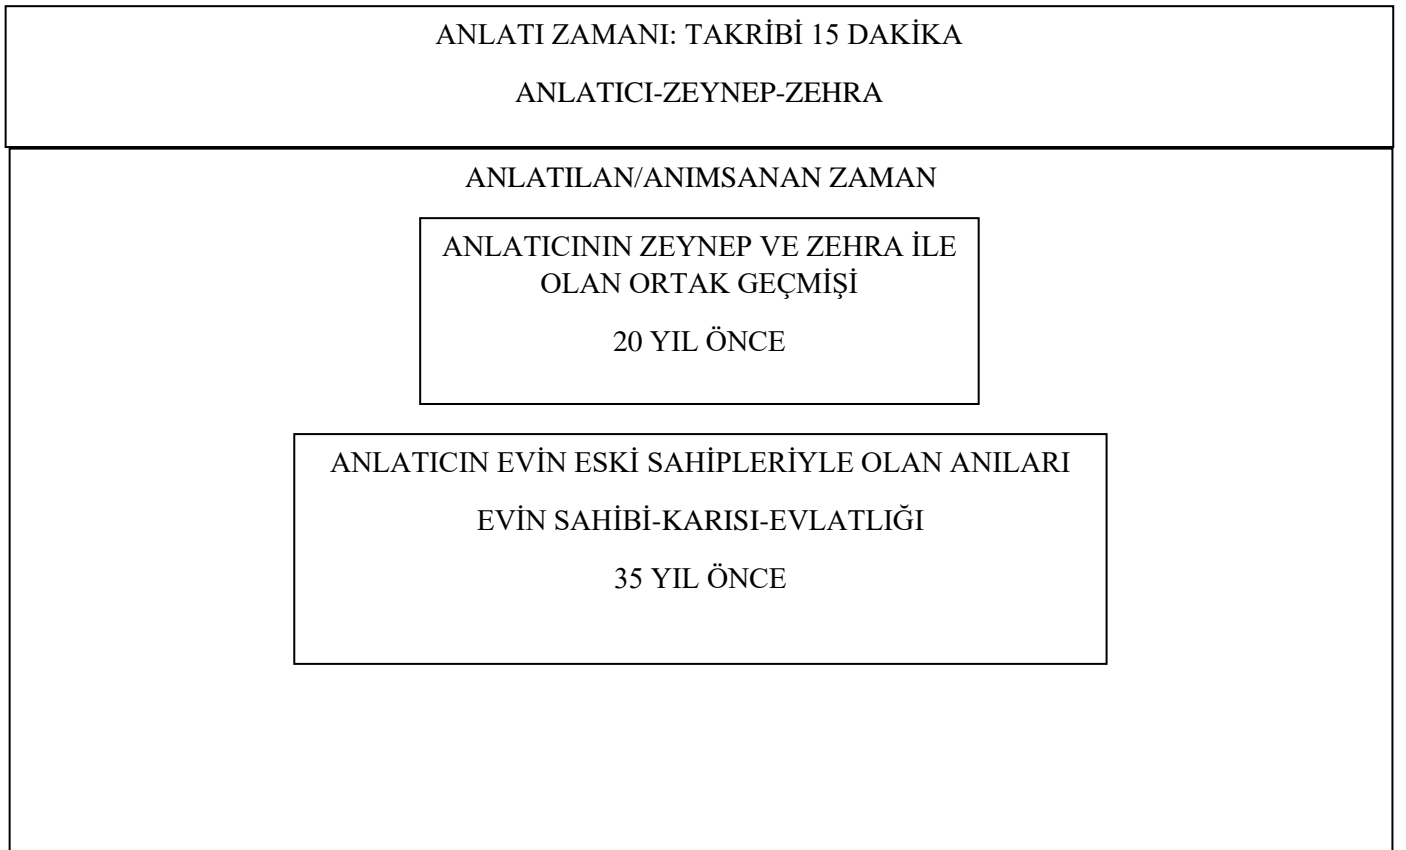 ANLATI ZAMANI: TAKRİBİ 15 DAKİKA
ANLATICI-ZEYNEP-ZEHRA
ANLATILAN/ANIMSANAN ZAMAN
ANLATICININ ZEYNEP VE ZEHRA İLE
OLAN ORTAK GEÇMİŞİ
20 YIL ÖNCE
ANLATICIN EVİN ESKİ SAHİPLERİYLE OLAN ANILARI
EVİN SAHİBİ-KARISI-EVLATLIĞI
35 YIL ÖNCE